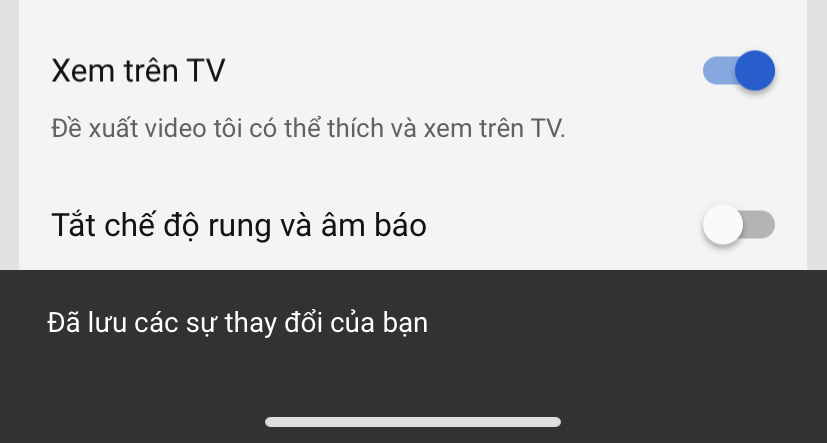 Xem trên TV
Đề xuất video tôi có thể thích và xem trên TV.
Tắt chế độ rung và âm báo
Đã lưu các sự thay đổi của bạn